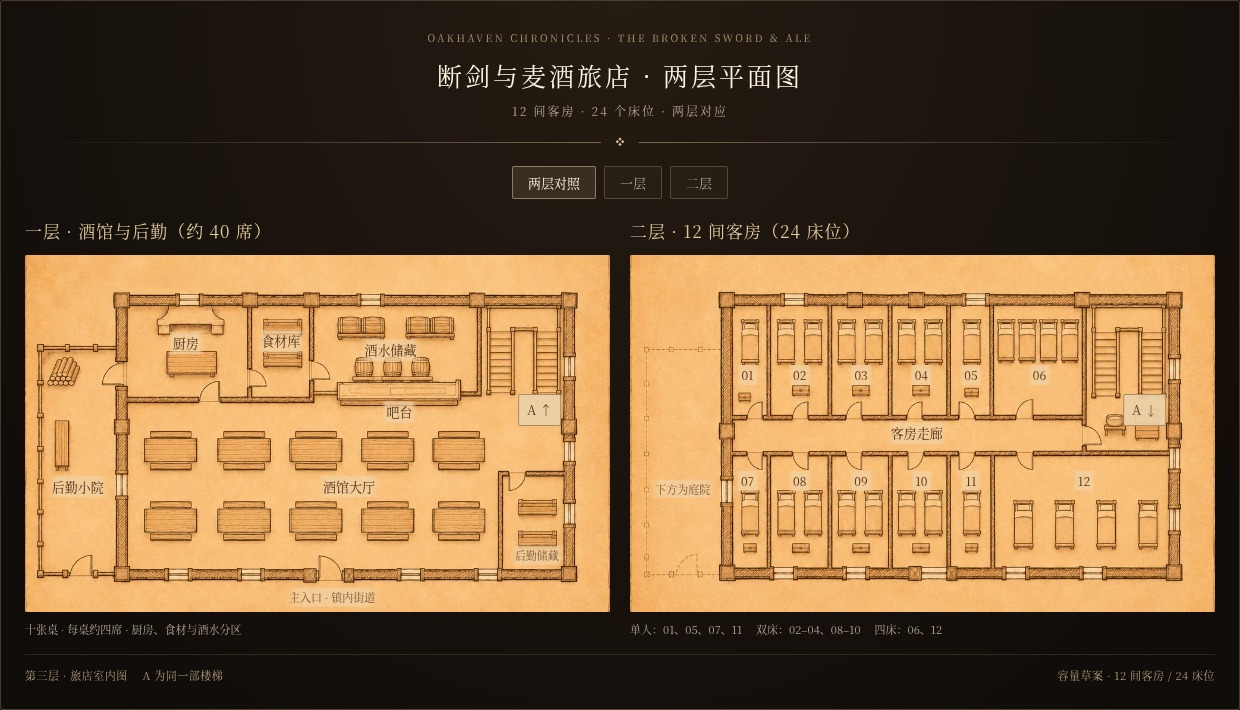 OAKHAVEN CHRONICLES · THE BROKEN SWORD & ALE
断剑与麦酒旅店 · 两层平面图
12 间客房 · 24 个床位 · 两层对应
两层对照
一层
二层
一层 · 酒馆与后勤（约 40 席）
厨房
食材库
酒水储藏
吧台
A ↑
后勤小院
酒馆大厅
后勤储藏
主入口 · 镇内街道
十张桌 · 每桌约四席 · 厨房、食材与酒水分区
二层 · 12 间客房（24 床位）
01
02
03
04
05
06
A ↓
客房走廊
下方为庭院
07
08
09
10
11
12
单人：01、05、07、11 双床：02–04、08–10 四床：06、12
第三层 · 旅店室内图 A 为同一部楼梯
容量草案 · 12 间客房 / 24 床位